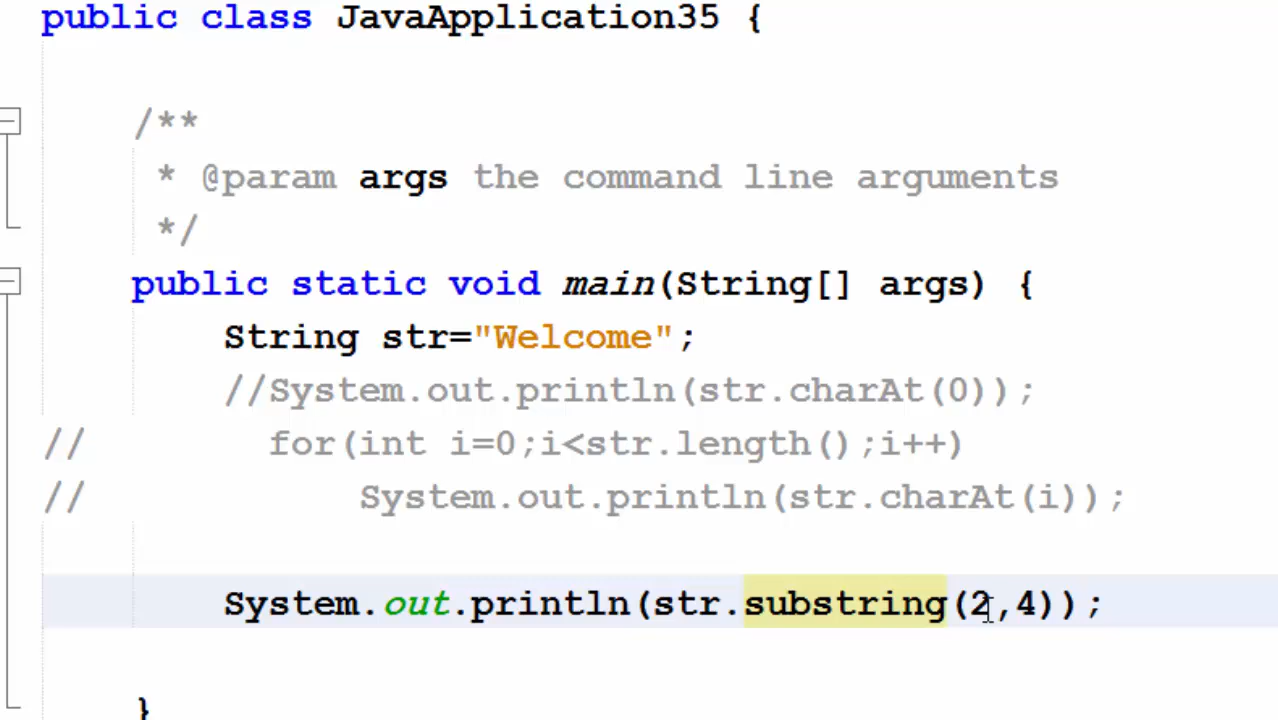 public class JavaApplication35 {
/**
* @param args the command line arguments
*/
public static void main(String[] args) {
String str="Welcome";
//System.out.println(str.charAt(0));
// for(int i=0;i<str.length();i++)
// System.out.println(str.charAt(i));
System.out.println(str.substring(2,4));
}